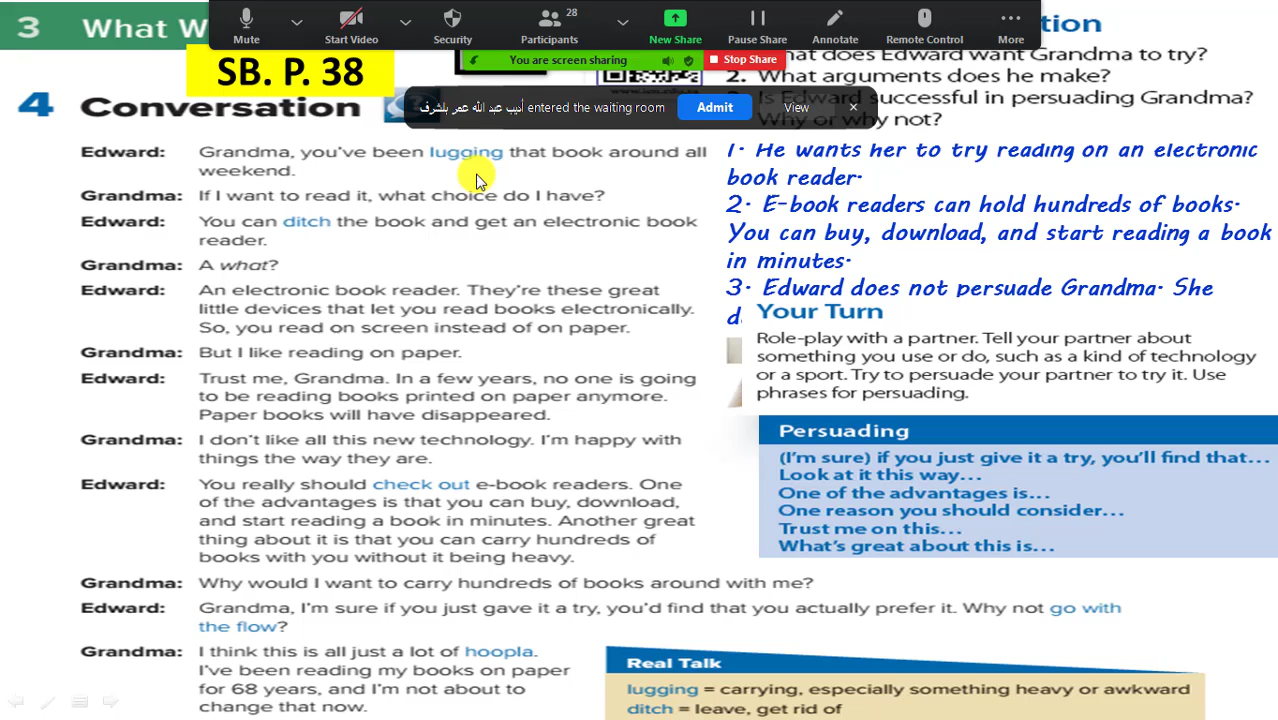 3 What W
Mute
Start Video
Security
Participants
28
New Share
Pause Share
Annotate
Remote Control
More
You are screen sharing
Stop Share
SB. P. 38
أديب عبد الله عمر بلشرف entered the waiting room
Admit
View
4 Conversation
Edward: Grandma, you've been lugging that book around all
weekend.
Grandma: If I want to read it, what choice do I have?
Edward: You can ditch the book and get an electronic book
reader.
Grandma: A what?
Edward: An electronic book reader. They're these great
little devices that let you read books electronically.
So, you read on screen instead of on paper.
Grandma: But I like reading on paper.
Edward: Trust me, Grandma. In a few years, no one is going
to be reading books printed on paper anymore.
Paper books will have disappeared.
Grandma: I don't like all this new technology. I'm happy with
things the way they are.
Edward: You really should check out e-book readers. One
of the advantages is that you can buy, download,
and start reading a book in minutes. Another great
thing about it is that you can carry hundreds of
books with you without it being heavy.
Grandma: Why would I want to carry hundreds of books around with me?
Edward: Grandma, I'm sure if you just gave it a try, you'd find that you actually prefer it. Why not go with
the flow?
Grandma: I think this is all just a lot of hoopla.
I've been reading my books on paper
for 68 years, and I'm not about to
change that now.
tion
What does Edward want Grandma to try?
2. What arguments does he make?
3. Is Edward successful in persuading Grandma?
Why or why not?
1. He wants her to try reading on an electronic
book reader.
2. E-book readers can hold hundreds of books.
You can buy, download, and start reading a book
in minutes.
3. Edward does not persuade Grandma. She
Your Turn
Role-play with a partner. Tell your partner about
something you use or do, such as a kind of technology
or a sport. Try to persuade your partner to try it. Use
phrases for persuading.
Persuading
(I'm sure) if you just give it a try, you'll find that...
Look at it this way...
One of the advantages is...
One reason you should consider...
Trust me on this...
What's great about this is...
Real Talk
lugging = carrying, especially something heavy or awkward
ditch = leave, get rid of